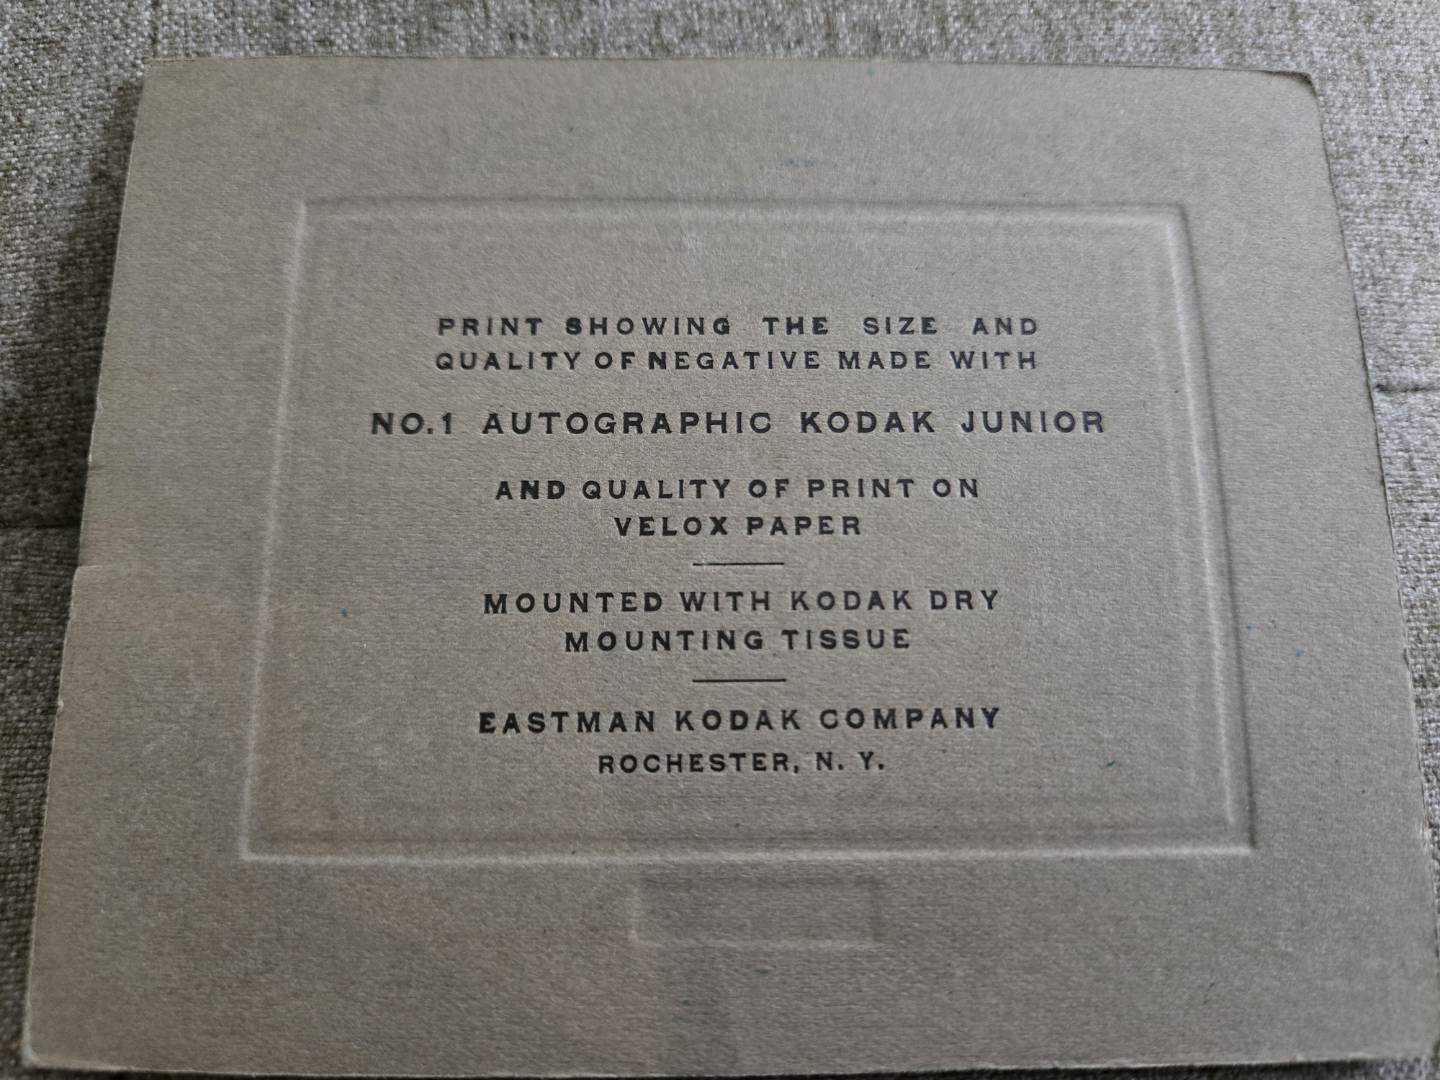 PRINT SHOWING THE SIZE AND
QUALITY OF NEGATIVE MADE WITH
NO. 1 AUTOGRAPHIC KODAK JUNIOR
AND QUALITY OF PRINT ON
VELOX PAPER
MOUNTED WITH KODAK DRY
MOUNTING TISSUE
EASTMAN KODAK COMPANY
ROCHESTER, N. Y.